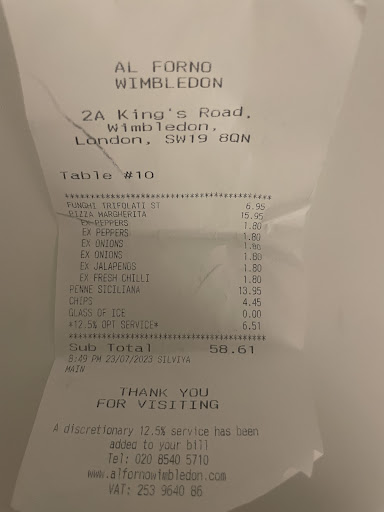 AL FORNO
WIMBLEDON
2A King's Road,
Wimbledon,
London, SW19 8QN
Table #10
****************************************
FUNGHI TRIFOLATI ST 6.95
PIZZA MARGHERITA 15.95
EX PEPPERS 1.80
EX PEPPERS 1.80
EX ONIONS 1.80
EX ONIONS 1.80
EX JALAPENOS 1.80
EX FRESH CHILLI 1.80
PENNE SICILIANA 13.95
CHIPS 4.45
GLASS OF ICE 0.00
*12.5% OPT SERVICE* 6.51
****************************************
Sub Total 58.61
8:49 PM 23/07/2023 SILVIYA
MAIN
THANK YOU
FOR VISITING
A discretionary 12.5% service has been
added to your bill
Tel: 020 8540 5710
www.alfornowimbledon.com
VAT: 253 9640 86